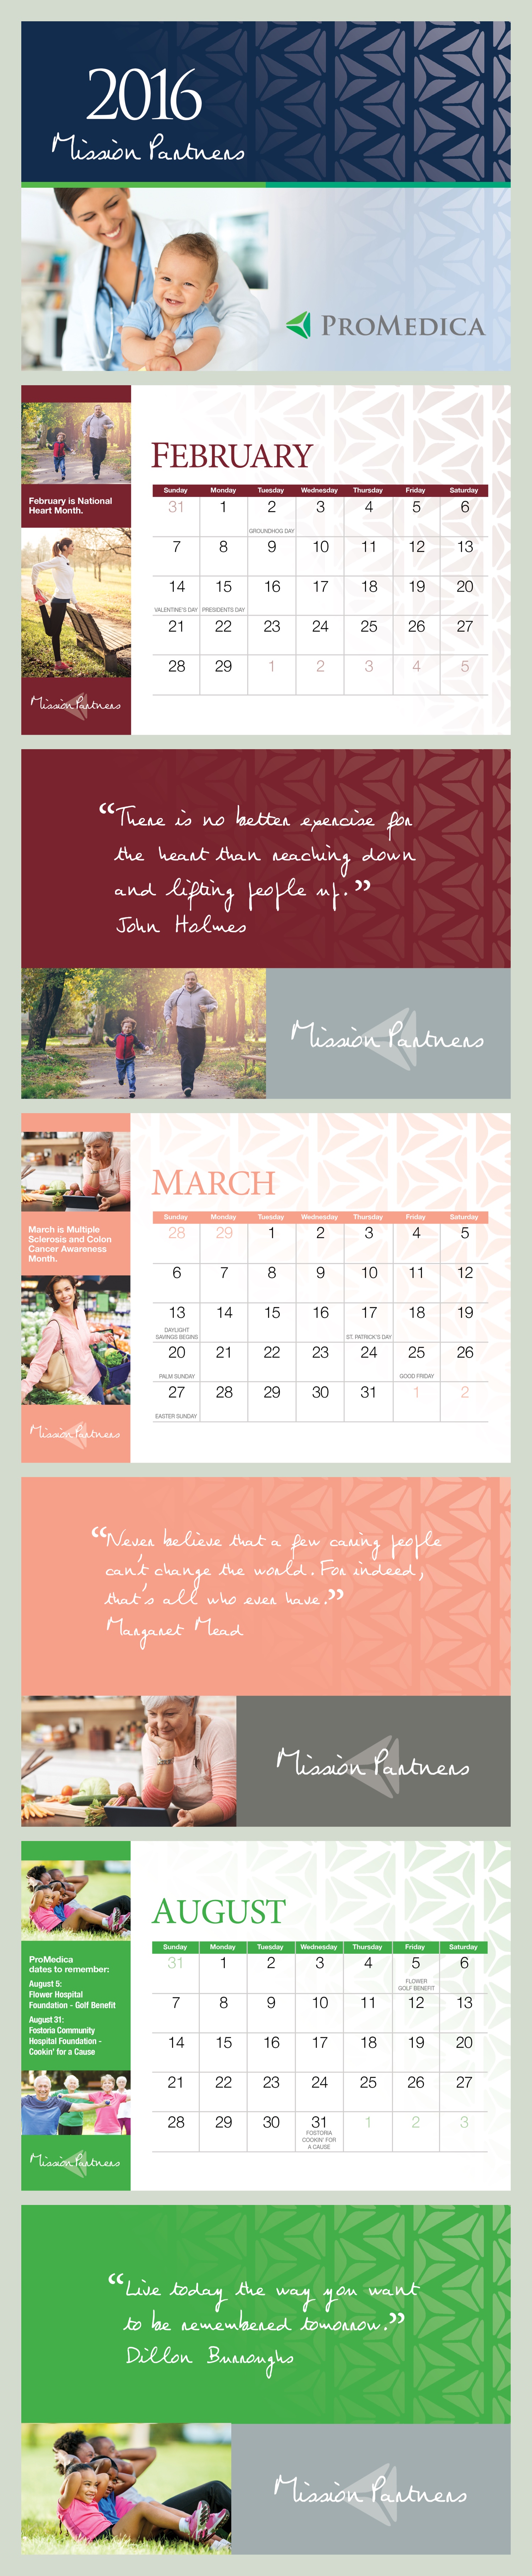 2016
Mission Partners
PROMEDICA
FEBRUARY
February is National
Heart Month.
Sunday Monday Tuesday Wednesday Thursday Friday Saturday
31 1 2 3 4 5 6
GROUNDHOG DAY
7 8 9 10 11 12 13
14 15 16 17 18 19 20
VALENTINE'S DAY PRESIDENTS DAY
21 22 23 24 25 26 27
28 29 1 2 3 4 5
Mission Partners
“There is no better exercise for
the heart than reaching down
and lifting people up.”
John Holmes
Mission Partners
MARCH
March is Multiple
Sclerosis and Colon
Cancer Awareness
Month.
Sunday Monday Tuesday Wednesday Thursday Friday Saturday
28 29 1 2 3 4 5
6 7 8 9 10 11 12
13 14 15 16 17 18 19
DAYLIGHT
SAVINGS BEGINS ST. PATRICK'S DAY
20 21 22 23 24 25 26
PALM SUNDAY GOOD FRIDAY
27 28 29 30 31 1 2
EASTER SUNDAY
Mission Partners
“Never believe that a few caring people
can't change the world. For indeed,
that's all who ever have.”
Margaret Mead
Mission Partners
AUGUST
ProMedica
dates to remember:
August 5:
Flower Hospital
Foundation - Golf Benefit
August 31:
Fostoria Community
Hospital Foundation -
Cookin' for a Cause
Sunday Monday Tuesday Wednesday Thursday Friday Saturday
31 1 2 3 4 5 6
FLOWER
GOLF BENEFIT
7 8 9 10 11 12 13
14 15 16 17 18 19 20
21 22 23 24 25 26 27
28 29 30 31 1 2 3
FOSTORIA
COOKIN' FOR
A CAUSE
Mission Partners
“Live today the way you want
to be remembered tomorrow.”
Dillon Burroughs
Mission Partners